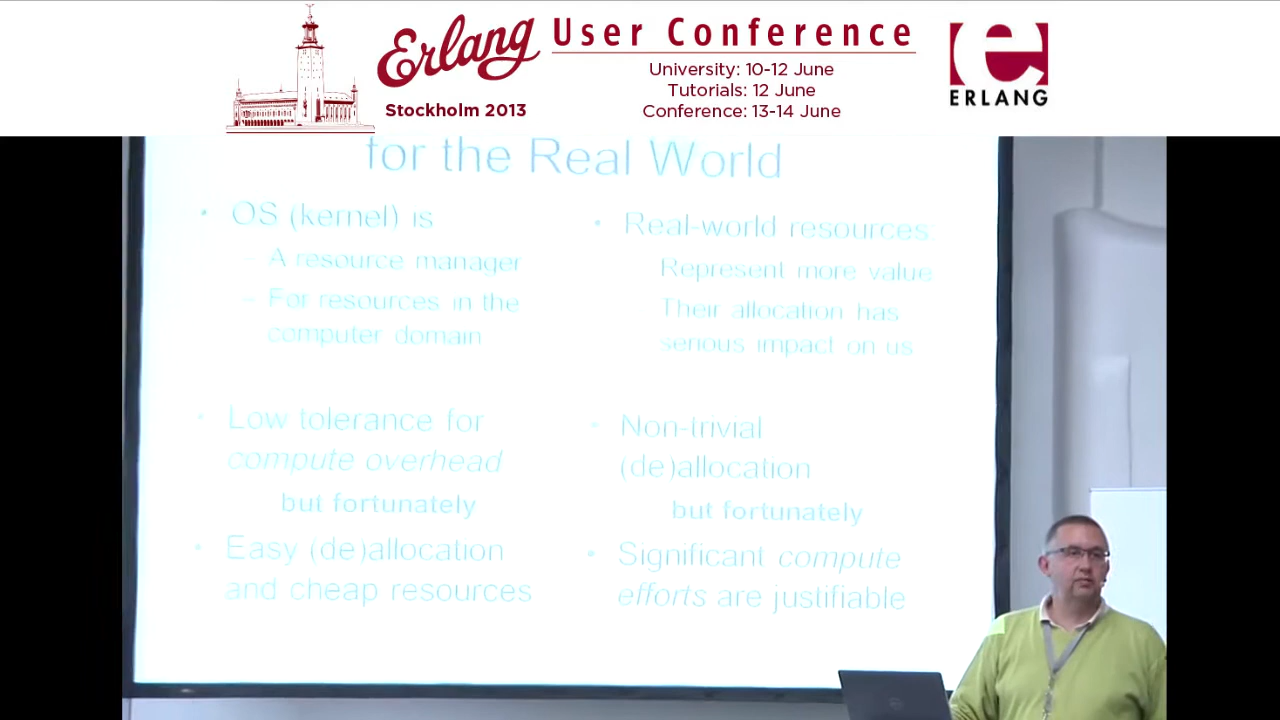 Erlang
Stockholm 2013
User Conference
University: 10-12 June
Tutorials: 12 June
Conference: 13-14 June
e
ERLANG
for the Real World
• OS (kernel) is
– A resource manager
– For resources in the
computer domain
• Low tolerance for
compute overhead
but fortunately
• Easy (de)allocation
and cheap resources
• Real-world resources
Represent more value
Their allocation has
serious impact on us
• Non-trivial
(de)allocation
but fortunately
• Significant compute
efforts are justifiable